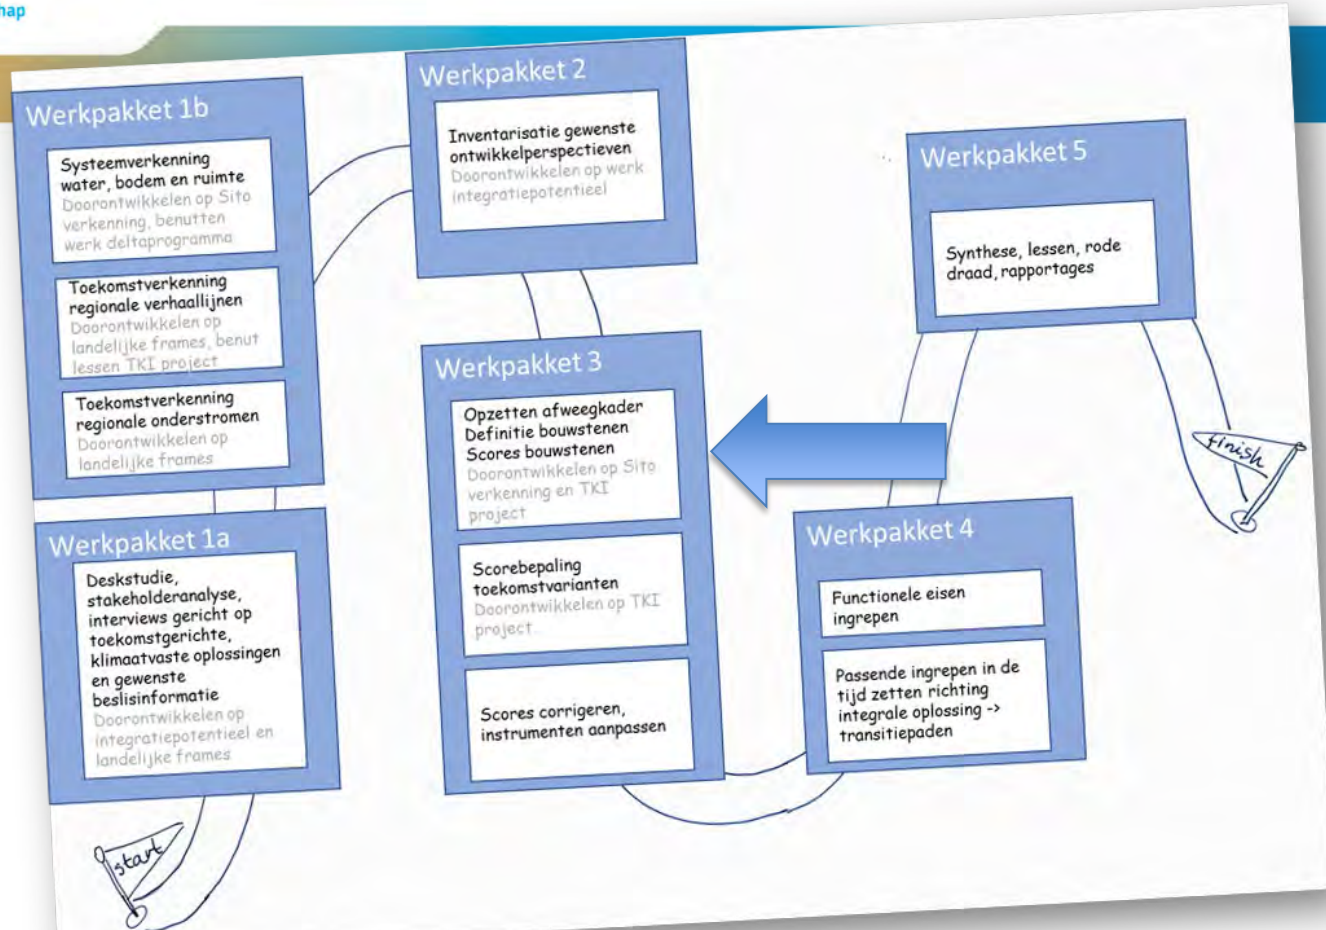 hap
Werkpakket 1b
Systeemverkenning
water, bodem en ruimte
Doorontwikkelen op Sito
verkenning, benutten
werk deltaprogramma
Toekomstverkenning
regionale verhaallijnen
Doorontwikkelen op
landelijke frames, benut
lessen TKI project
Toekomstverkenning
regionale onderstromen
Doorontwikkelen op
landelijke frames
Werkpakket 1a
Deskstudie,
stakeholderanalyse,
interviews gericht op
toekomstgerichte,
klimaatvaste oplossingen
en gewenste
beslisinformatie
Doorontwikkelen op
integratiepotentieel en
landelijke frames
start
Werkpakket 2
Inventarisatie gewenste
ontwikkelperspectieven
Doorontwikkelen op werk
integratiepotentieel
Werkpakket 3
Opzetten afweegkader
Definitie bouwstenen
Scores bouwstenen
Doorontwikkelen op Sito
verkenning en TKI
project
Scorebepaling
toekomstvarianten
Doorontwikkelen op TKI
project
Scores corrigeren,
instrumenten aanpassen
Werkpakket 4
Functionele eisen
ingrepen
Passende ingrepen in de
tijd zetten richting
integrale oplossing ->
transitiepaden
Werkpakket 5
Synthese, lessen, rode
draad, rapportages
finish